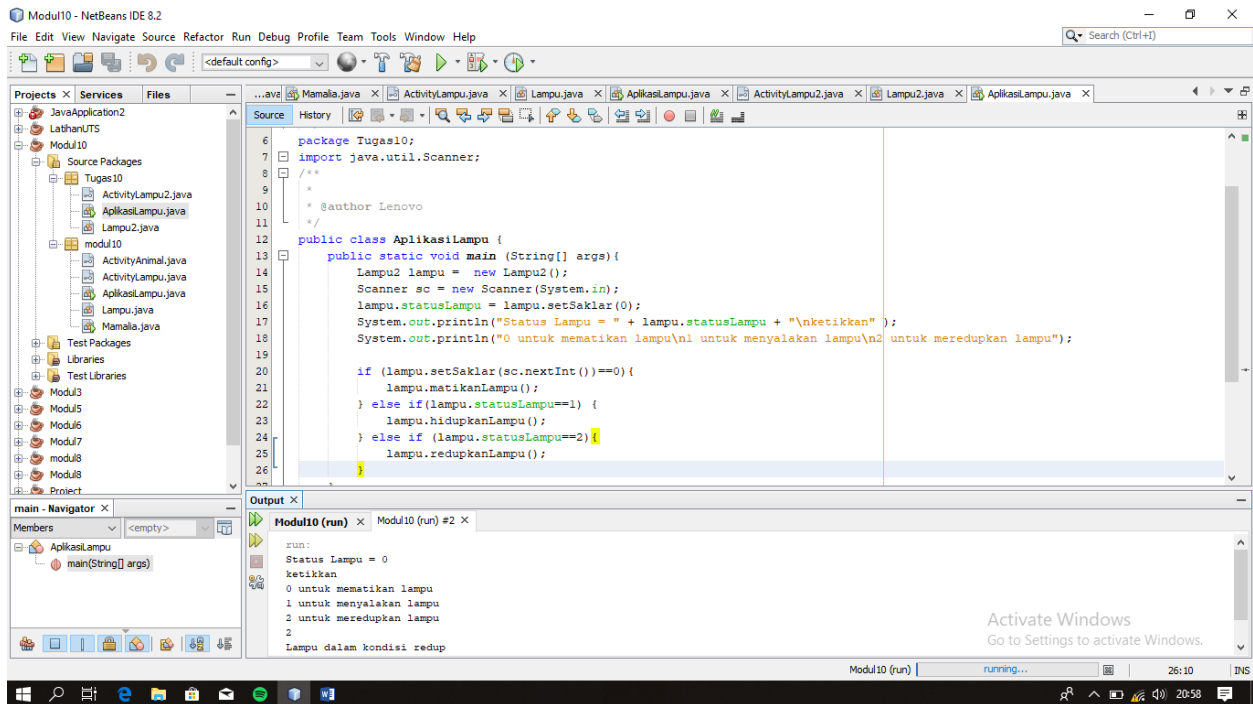 Modul10 - NetBeans IDE 8.2
File Edit View Navigate Source Refactor Run Debug Profile Team Tools Window Help
Search (Ctrl+I)
<default config>
Projects Services Files
...ava Mamalia.java ActivityLampu.java Lampu.java AplikasiLampu.java ActivityLampu2.java Lampu2.java AplikasiLampu.java
Source History
JavaApplication2
LatihanUTS
Modul10
Source Packages
Tugas10
ActivityLampu2.java
AplikasiLampu.java
Lampu2.java
modul10
ActivityAnimal.java
ActivityLampu.java
AplikasiLampu.java
Lampu.java
Mamalia.java
Test Packages
Libraries
Test Libraries
Modul3
Modul5
Modul6
Modul7
modul8
Modul8
Project
6 package Tugas10;
7 import java.util.Scanner;
8 /**
9 *
10 * @author Lenovo
11 */
12 public class AplikasiLampu {
13 public static void main (String[] args){
14 Lampu2 lampu = new Lampu2();
15 Scanner sc = new Scanner(System.in);
16 lampu.statusLampu = lampu.setSaklar(0);
17 System.out.println("Status Lampu = " + lampu.statusLampu + "\nketikkan" );
18 System.out.println("0 untuk mematikan lampu\n1 untuk menyalakan lampu\n2 untuk meredupkan lampu");
19
20 if (lampu.setSaklar(sc.nextInt())==0){
21 lampu.matikanLampu();
22 } else if(lampu.statusLampu==1) {
23 lampu.hidupkanLampu();
24 } else if (lampu.statusLampu==2){
25 lampu.redupkanLampu();
26 }
main - Navigator
Members <empty>
AplikasiLampu
main(String[] args)
Output
Modul10 (run) Modul10 (run) #2
run:
Status Lampu = 0
ketikkan
0 untuk mematikan lampu
1 untuk menyalakan lampu
2 untuk meredupkan lampu
2
Lampu dalam kondisi redup
Activate Windows
Go to Settings to activate Windows.
Modul10 (run) running... 26:10 INS
20:58